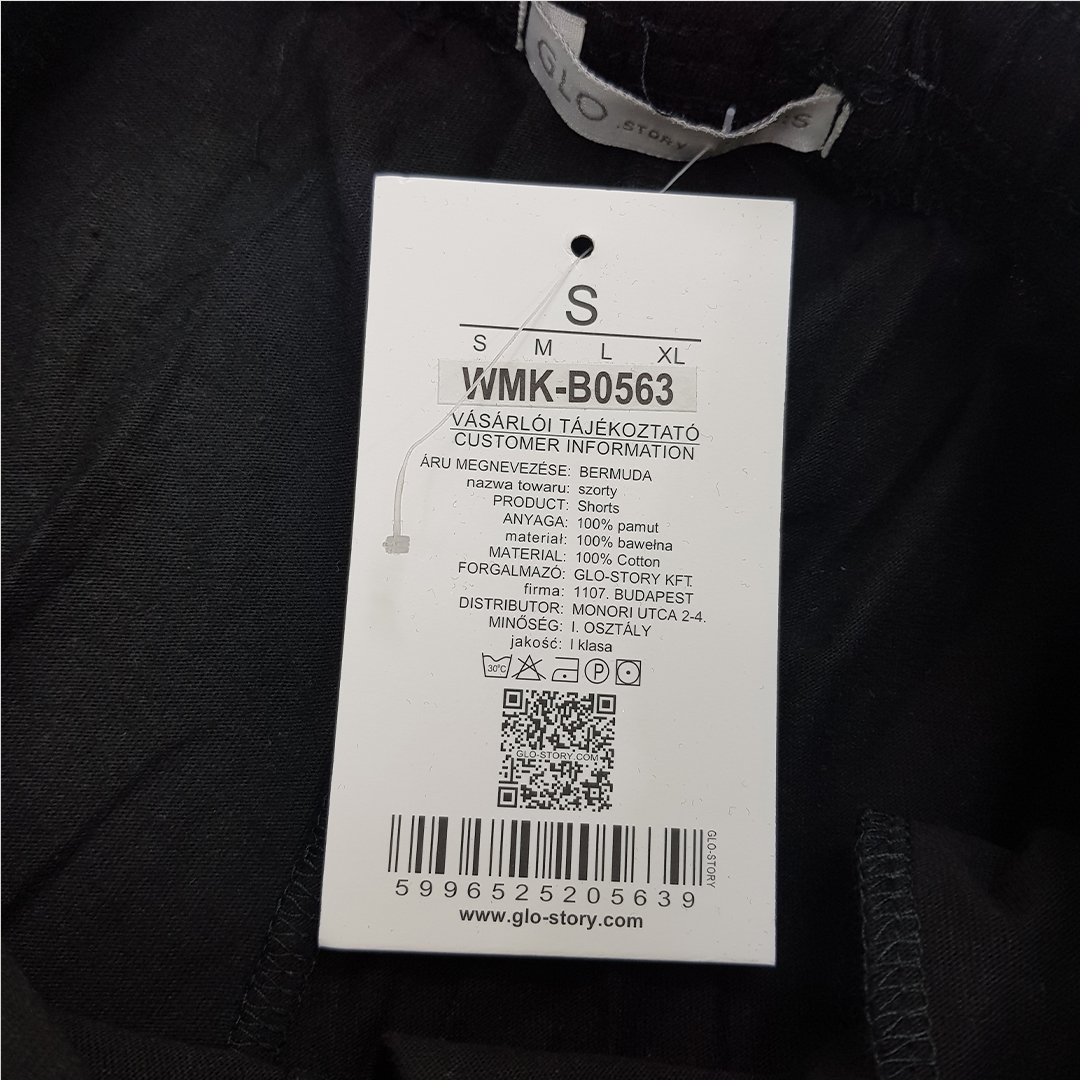 GLO
.STORY
S
S
S M L XL
WMK-B0563
VÁSÁRLÓI TÁJÉKOZTATÓ
CUSTOMER INFORMATION
ÁRU MEGNEVEZÉSE: BERMUDA
nazwa towaru: szorty
PRODUCT: Shorts
ANYAGA: 100% pamut
materiał: 100% bawełna
MATERIAL: 100% Cotton
FORGALMAZÓ: GLO-STORY KFT.
firma: 1107. BUDAPEST
DISTRIBUTOR: MONORI UTCA 2-4.
MINŐSÉG: I. OSZTÁLY
jakość: I klasa
30°C P
GLO-STORY.COM
GLO-STORY
5996525205639
www.glo-story.com